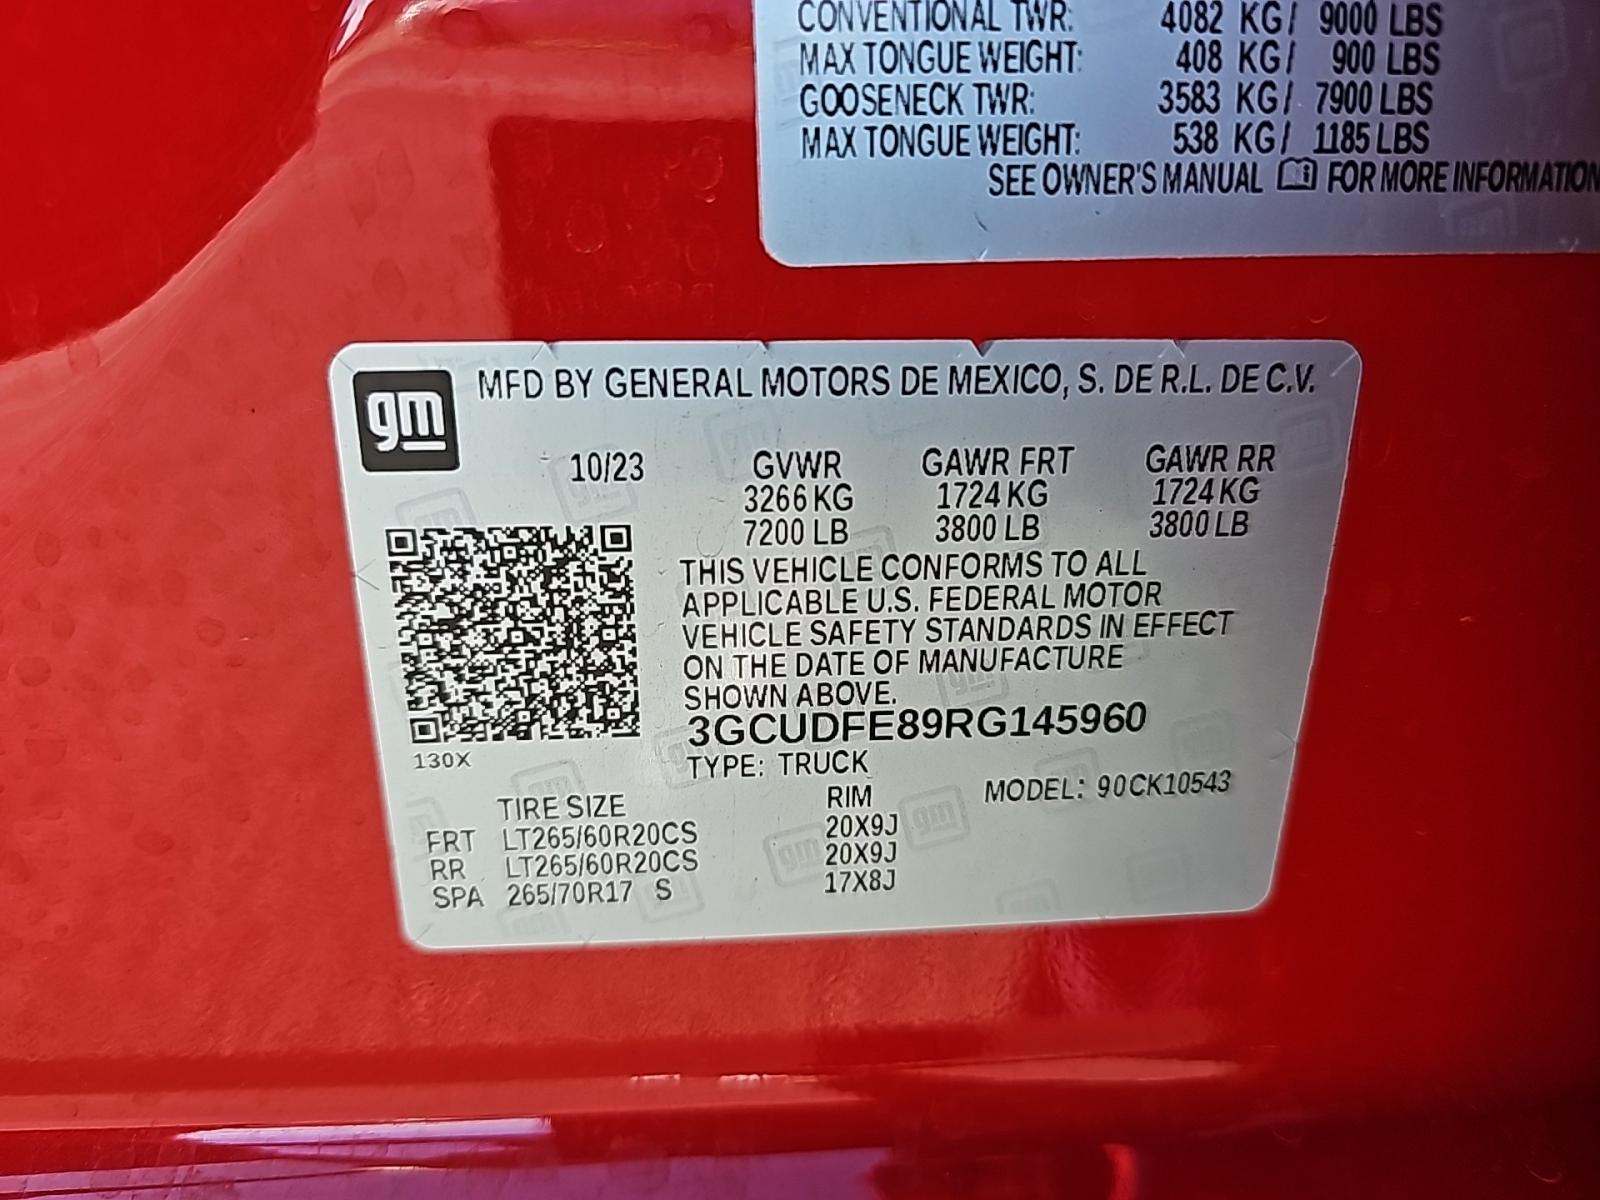 CONVENTIONAL TWR: 4082 KG/ 9000 LBS
MAX TONGUE WEIGHT: 408 KG/ 900 LBS
GOOSENECK TWR: 3583 KG/ 7900 LBS
MAX TONGUE WEIGHT: 538 KG/ 1185 LBS
SEE OWNER'S MANUAL FOR MORE INFORMATION
gm MFD BY GENERAL MOTORS DE MEXICO, S. DE R.L. DE C.V.
10/23 GVWR GAWR FRT GAWR RR
3266 KG 1724 KG 1724 KG
7200 LB 3800 LB 3800 LB
THIS VEHICLE CONFORMS TO ALL
APPLICABLE U.S. FEDERAL MOTOR
VEHICLE SAFETY STANDARDS IN EFFECT
ON THE DATE OF MANUFACTURE
SHOWN ABOVE.
3GCUDFE89RG145960
130X
TYPE: TRUCK
TIRE SIZE RIM MODEL: 90CK10543
FRT LT265/60R20CS 20X9J
RR LT265/60R20CS 20X9J
SPA 265/70R17 S 17X8J